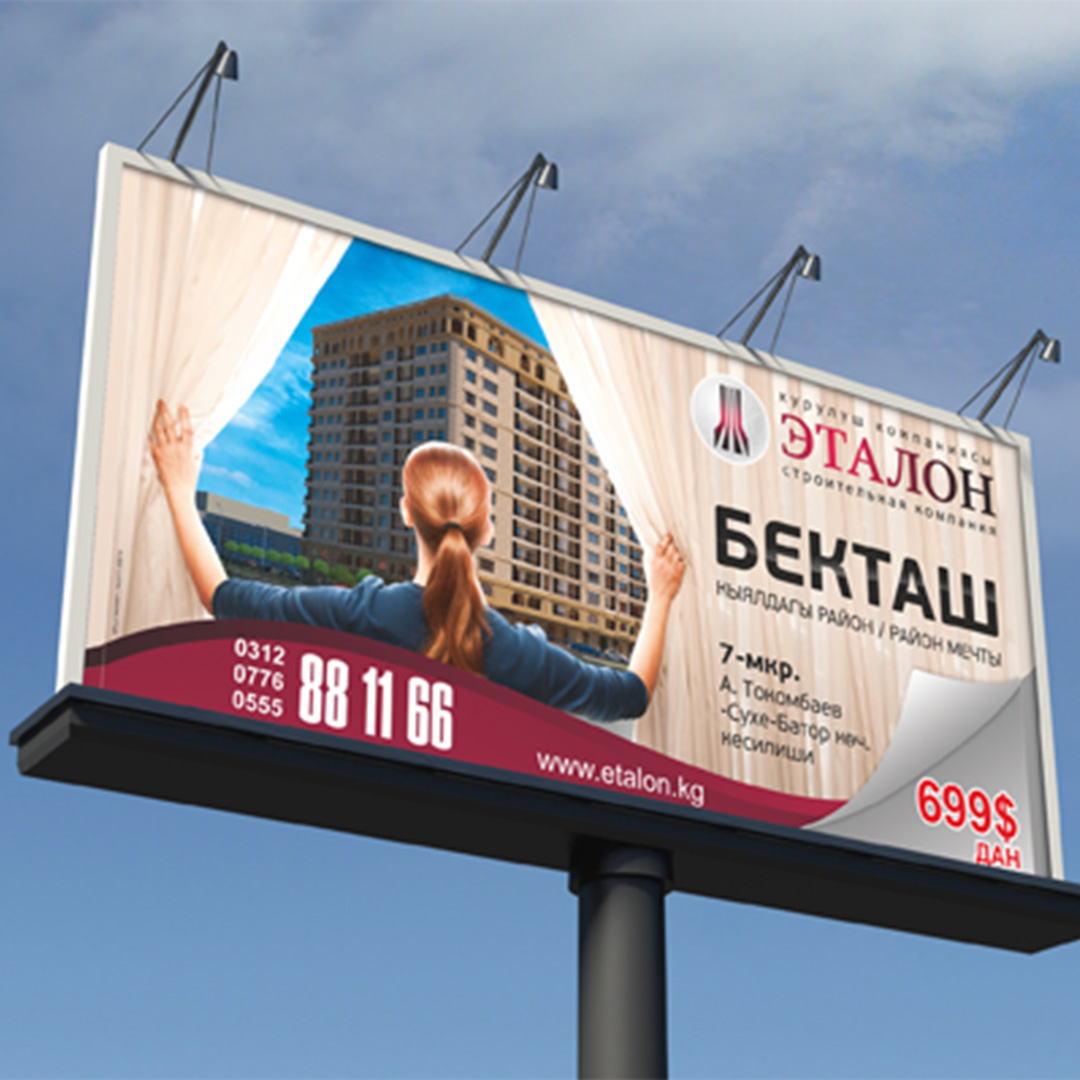 курулуш компаниясы
ЭТАЛОН
строительная компания
БЕКТАШ
КЫЯЛДАГЫ РАЙОН / РАЙОН МЕЧТЫ
7-мкр.
А. Токомбаев
-Сухе-Батор көч.
кесилиши
0312
0776
0555
88 11 66
www.etalon.kg
699$
ДАН